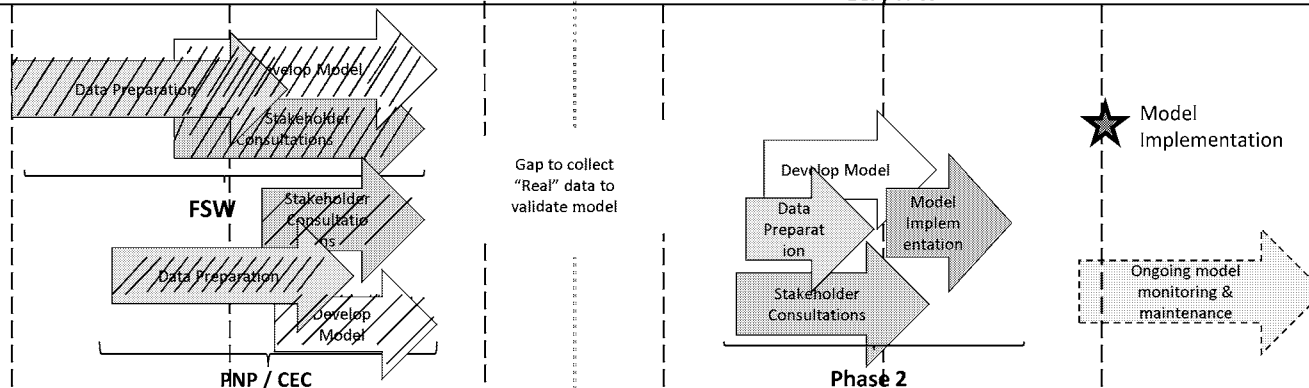 Develop Model
Data Preparation
Stakeholder
Consultations
FSW
Stakeholder
Consultatio
ns
Data Preparation
Develop
Model
PNP / CEC
Gap to collect
“Real” data to
validate model
Develop Model
Data
Preparat
ion
Model
Implem
entation
Stakeholder
Consultations
Phase 2
Model
Implementation
Ongoing model
monitoring &
maintenance